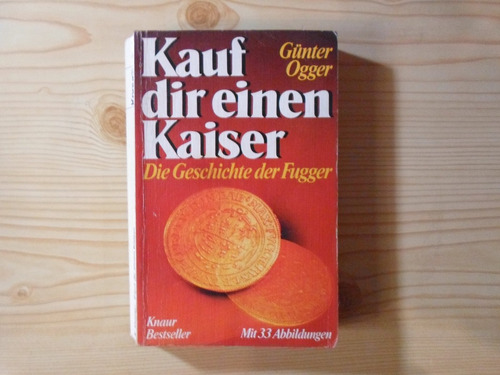 Kauf
dir einen
Kaiser
Günter
Ogger
Die Geschichte der Fugger
Knaur
Bestseller
Mit 33 Abbildungen